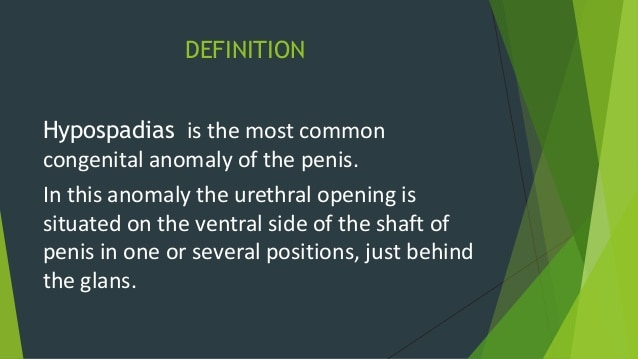 DEFINITION
Hypospadias is the most common
congenital anomaly of the penis.
In this anomaly the urethral opening is
situated on the ventral side of the shaft of
penis in one or several positions, just behind
the glans.